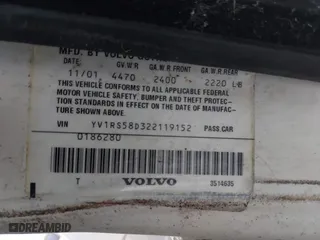 MFD. BY VOLVO
DATE G.V.W.R G.A.W.R FRONT G.A.W.R REAR
11/01 4470 2400 2220 LB
THIS VEHICLE CONFORMS TO ALL APPLICABLE FEDERAL
MOTOR VEHICLE SAFETY, BUMPER AND THEFT PROTEC-
TION STANDARDS IN EFFECT ON THE DATE OF MANUFAC-
TURE SHOWN ABOVE.
VIN YV1RS58D322119152 PASS.CAR
0186280
T VOLVO 3514635
© DREAMBID